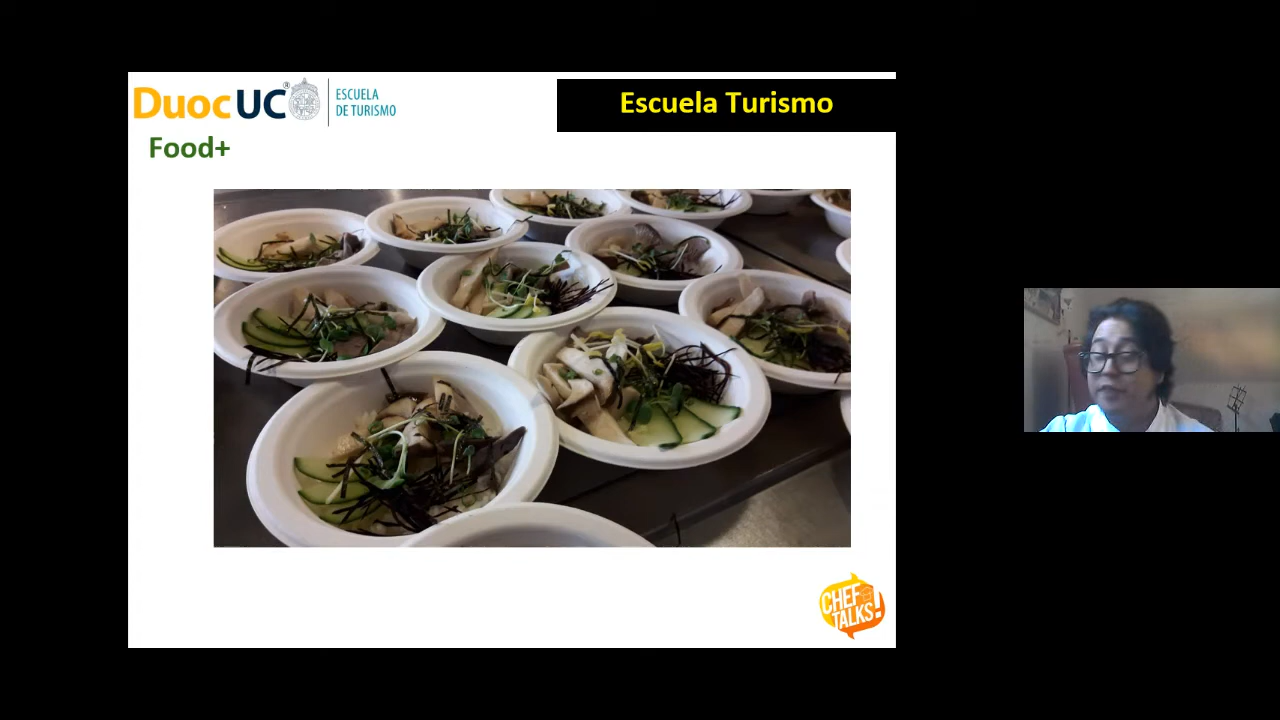 Duoc UC®
ESCUELA
DE TURISMO
Escuela Turismo
Food+
CHEF
TALKS!